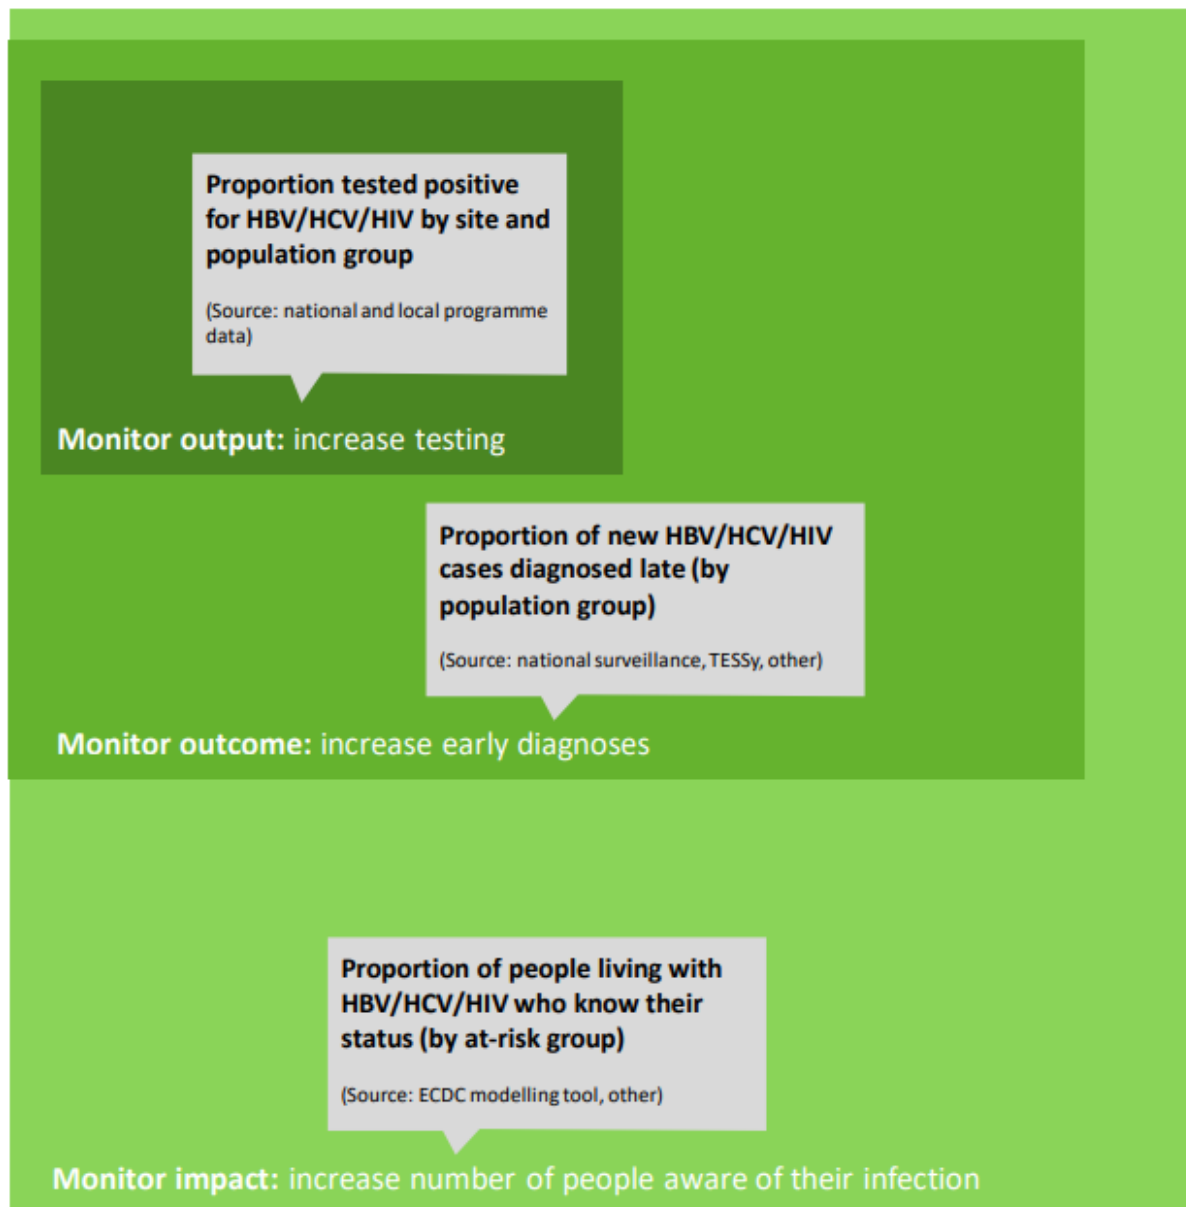 Proportion tested positive
for HBV/HCV/HIV by site and
population group
(Source: national and local programme
data)
Monitor output: increase testing
Proportion of new HBV/HCV/HIV
cases diagnosed late (by
population group)
(Source: national surveillance, TESSy, other)
Monitor outcome: increase early diagnoses
Proportion of people living with
HBV/HCV/HIV who know their
status (by at-risk group)
(Source: ECDC modelling tool, other)
Monitor impact: increase number of people aware of their infection